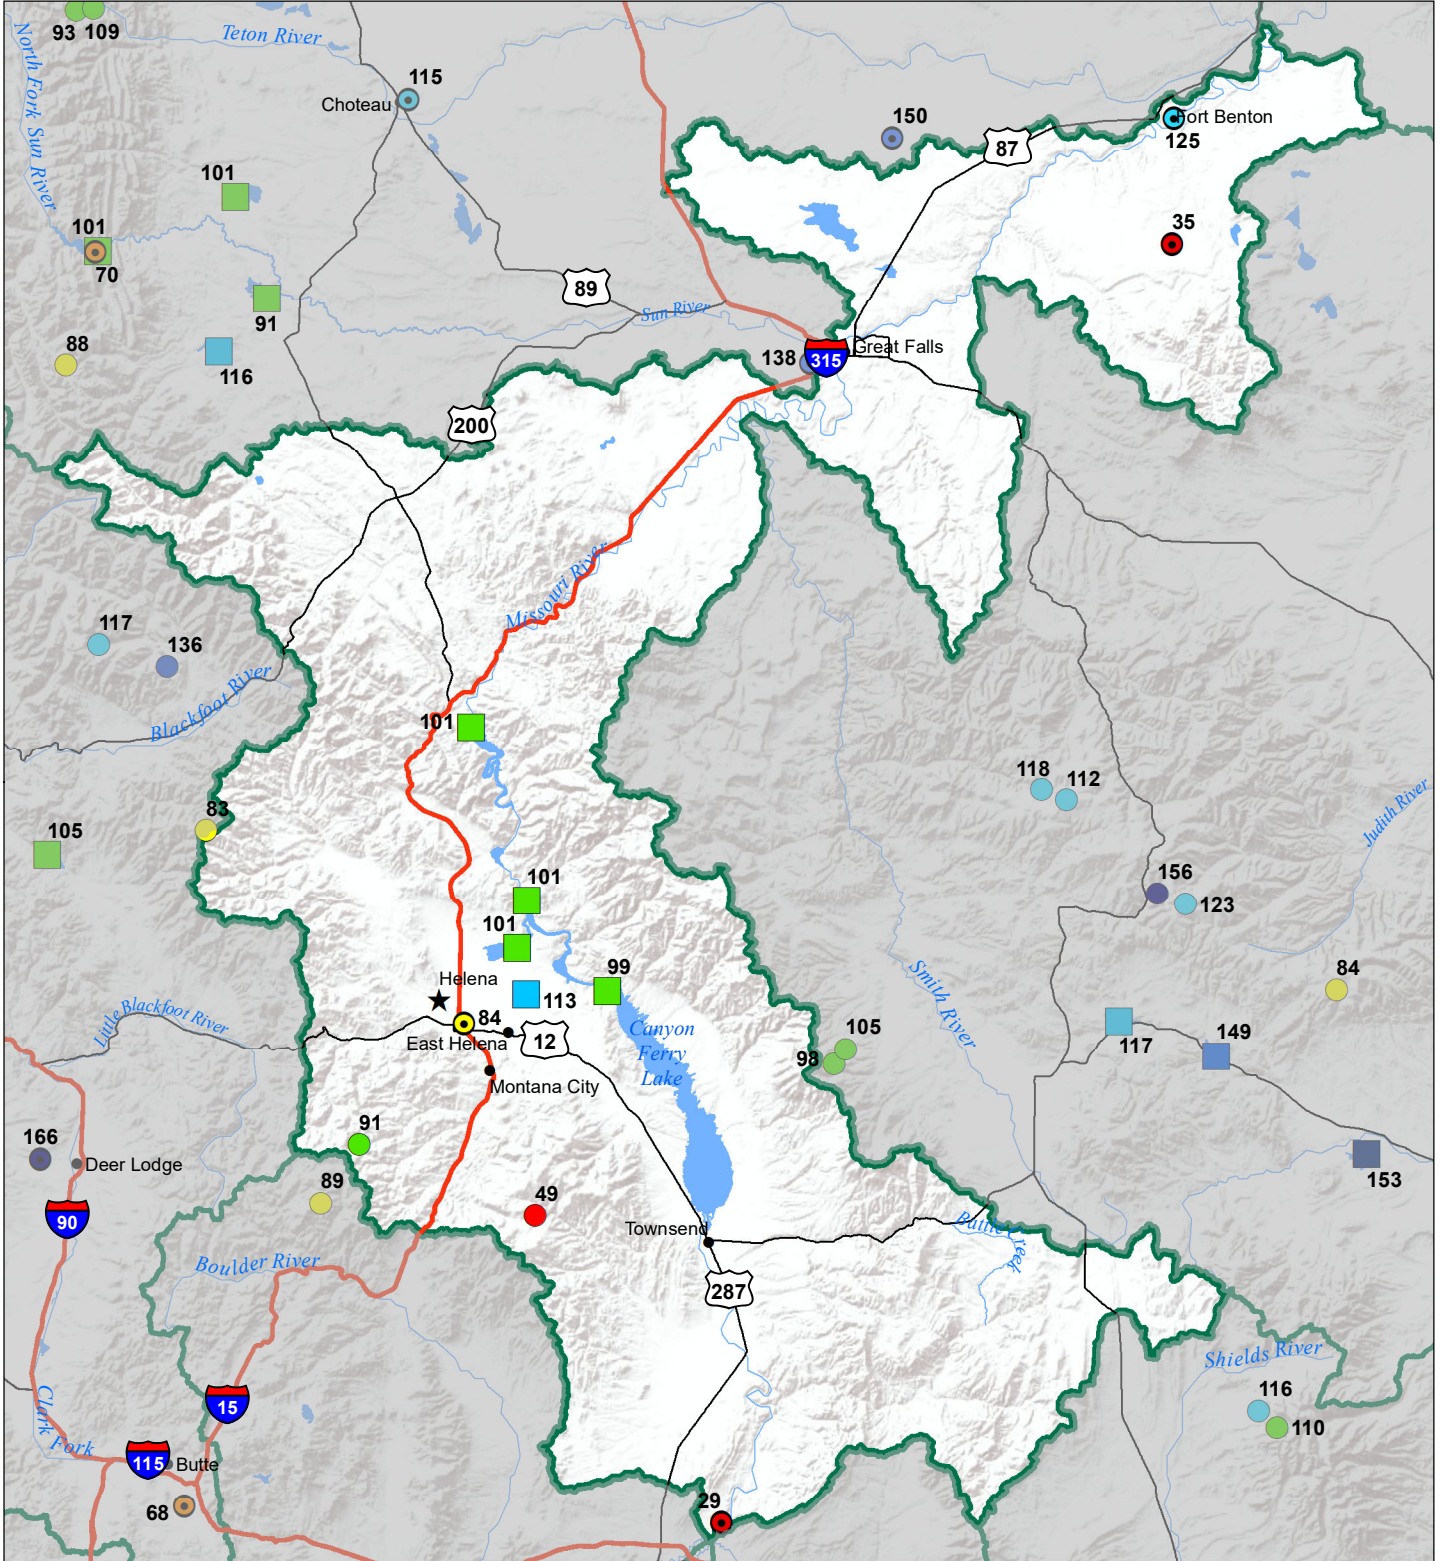 93 109
Teton River
North Fork Sun River
115
Choteau
150
87
Fort Benton
125
101
101
70
35
89
Sun River
91
88
116
138
315
Great Falls
200
Missouri River
117
136
Blackfoot River
101
118
112
83
105
Judith River
101
156
123
101
99
84
Helena
113
Smith River
Little Blackfoot River
84
East Helena
12
Canyon
Ferry
Lake
105
98
117
149
Montana City
91
166
Deer Lodge
153
89
49
90
Townsend
Battle Creek
Boulder River
287
Shields River
15
116
110
Clark Fork
115
Butte
68
29